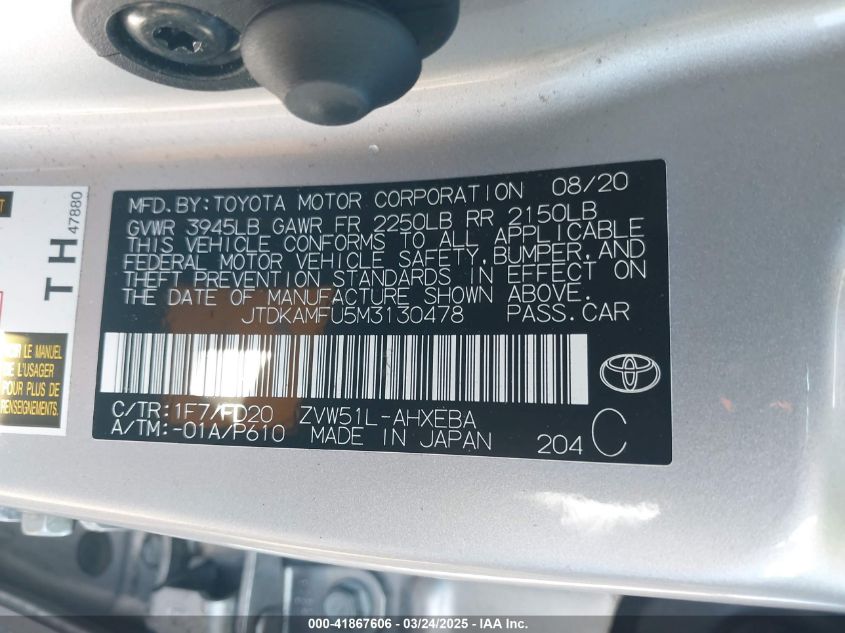 T
TH
47880
LE MANUEL
DE L'USAGER
POUR PLUS DE
RENSEIGNEMEN
MFD.BY:TOYOTA MOTOR CORPORATION 08/20
GVWR 3945LB GAWR FR 2250LB RR 2150LB
THIS VEHICLE CONFORMS TO ALL APPLICABLE
FEDERAL MOTOR VEHICLE SAFETY,BUMPER,AND
THEFT PREVENTION STANDARDS IN EFFECT ON
THE DATE OF MANUFACTURE SHOWN ABOVE.
JTDKAMFU5M3130478 PASS.CAR
C/TR:1F7/FD20 ZVW51L-AHXEBA
A/TM:-01A/P610 MADE IN JAPAN 204 C
000-41867606 - 03/24/2025 - IAA Inc.